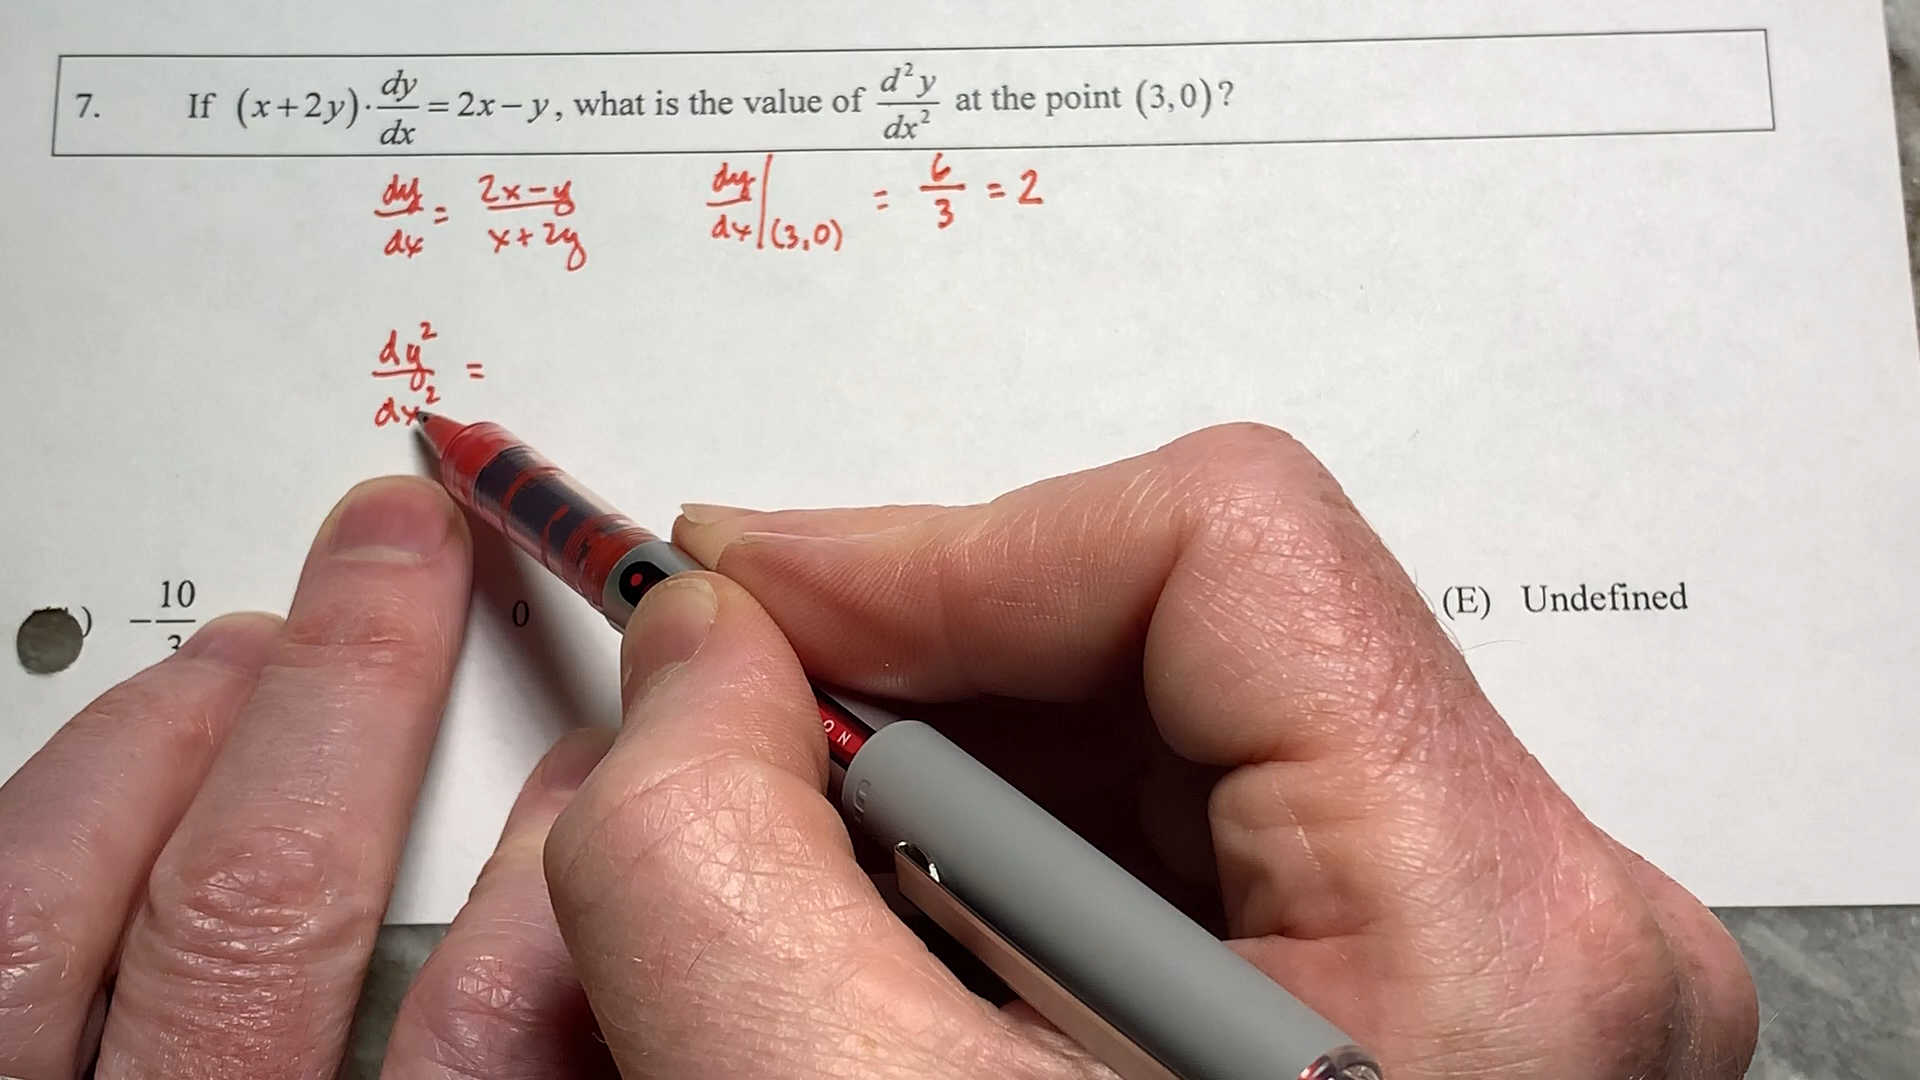 7. If (x+2y)·dy/dx = 2x−y, what is the value of d²y/dx² at the point (3,0)?
dy/dx = 2x−y/x+2y dy/dx|(3,0) = 6/3 = 2
dy²/dx² =
) −10/3 0 (E) Undefined